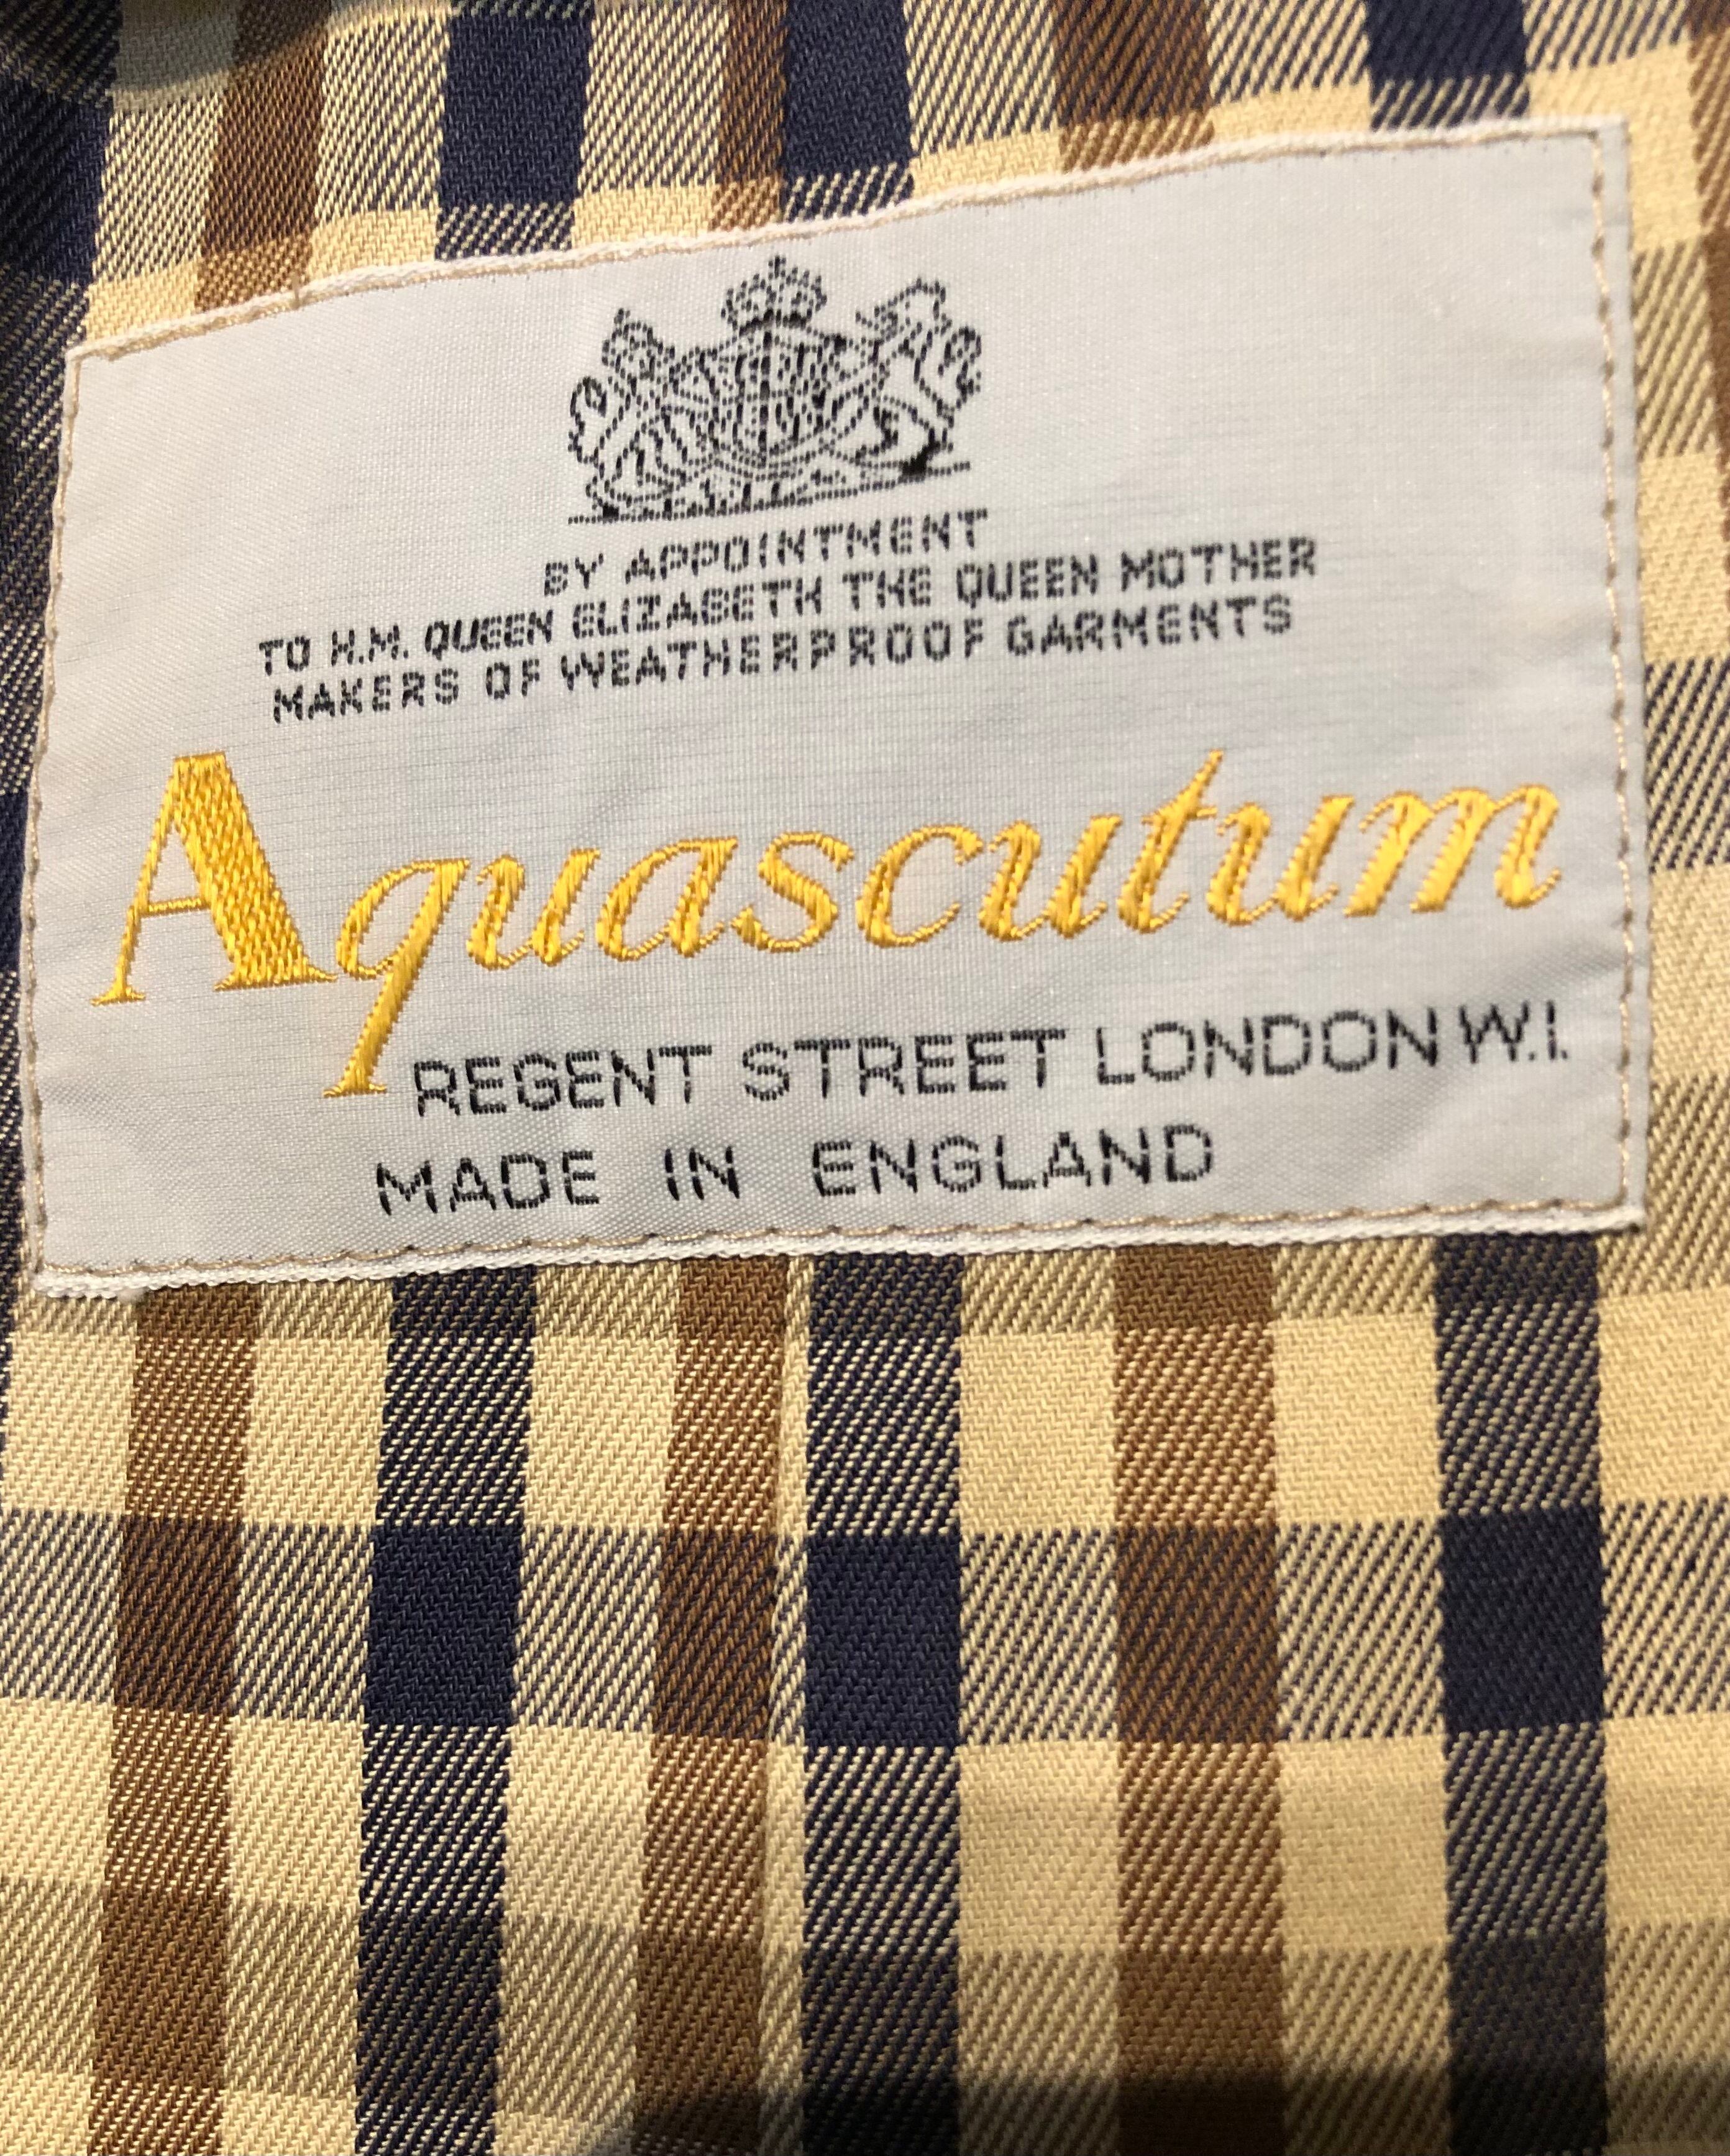 BY APPOINTMENT
TO H.M. QUEEN ELIZABETH THE QUEEN MOTHER
MAKERS OF WEATHERPROOF GARMENTS
Aquascutum
REGENT STREET LONDON W.I.
MADE IN ENGLAND